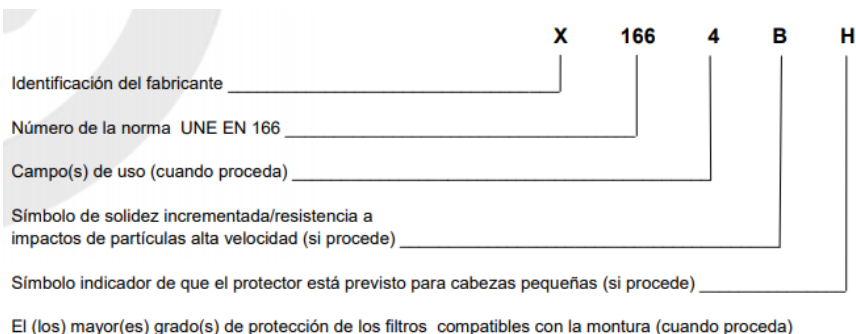 X 166 4 B H
Identificación del fabricante
Número de la norma UNE EN 166
Campo(s) de uso (cuando proceda)
Símbolo de solidez incrementada/resistencia a
impactos de partículas alta velocidad (si procede)
Símbolo indicador de que el protector está previsto para cabezas pequeñas (si procede)
El (los) mayor(es) grado(s) de protección de los filtros compatibles con la montura (cuando proceda)